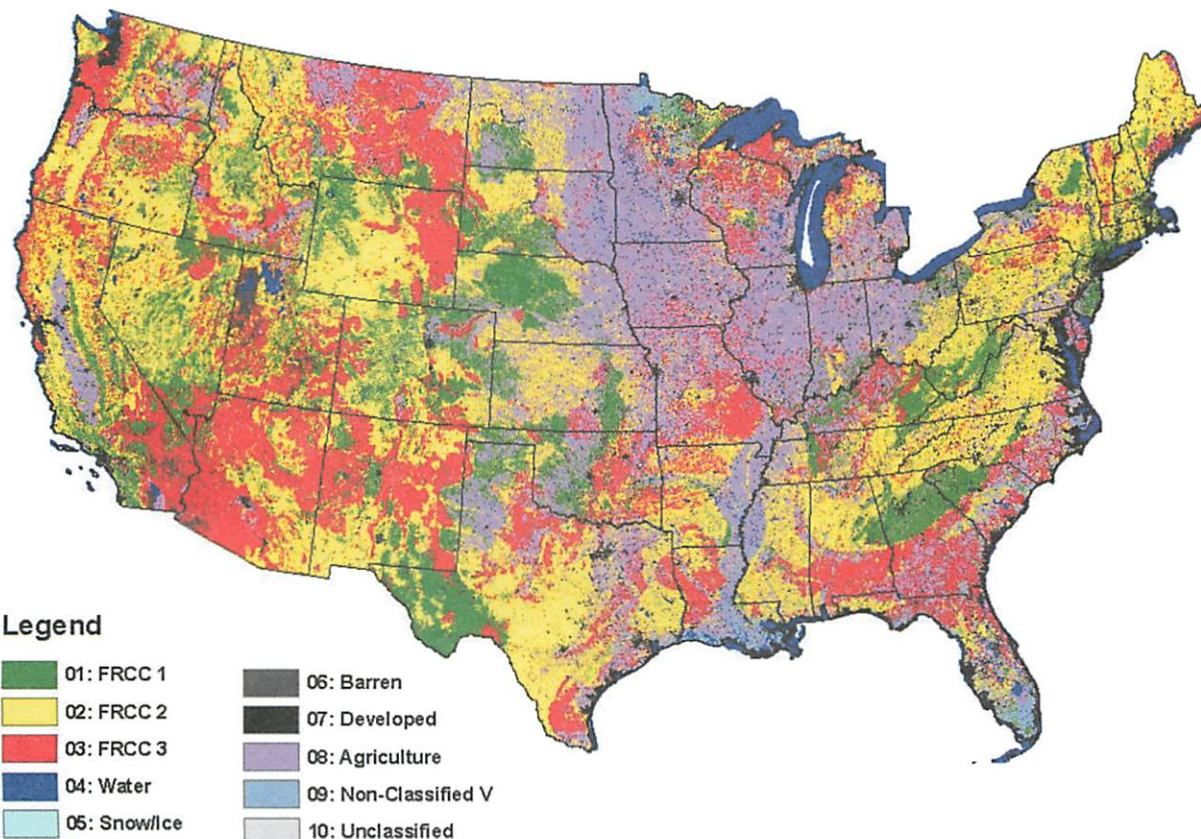 Legend
01: FRCC 1
02: FRCC 2
03: FRCC 3
04: Water
05: Snow/Ice
06: Barren
07: Developed
08: Agriculture
09: Non-Classified V
10: Unclassified